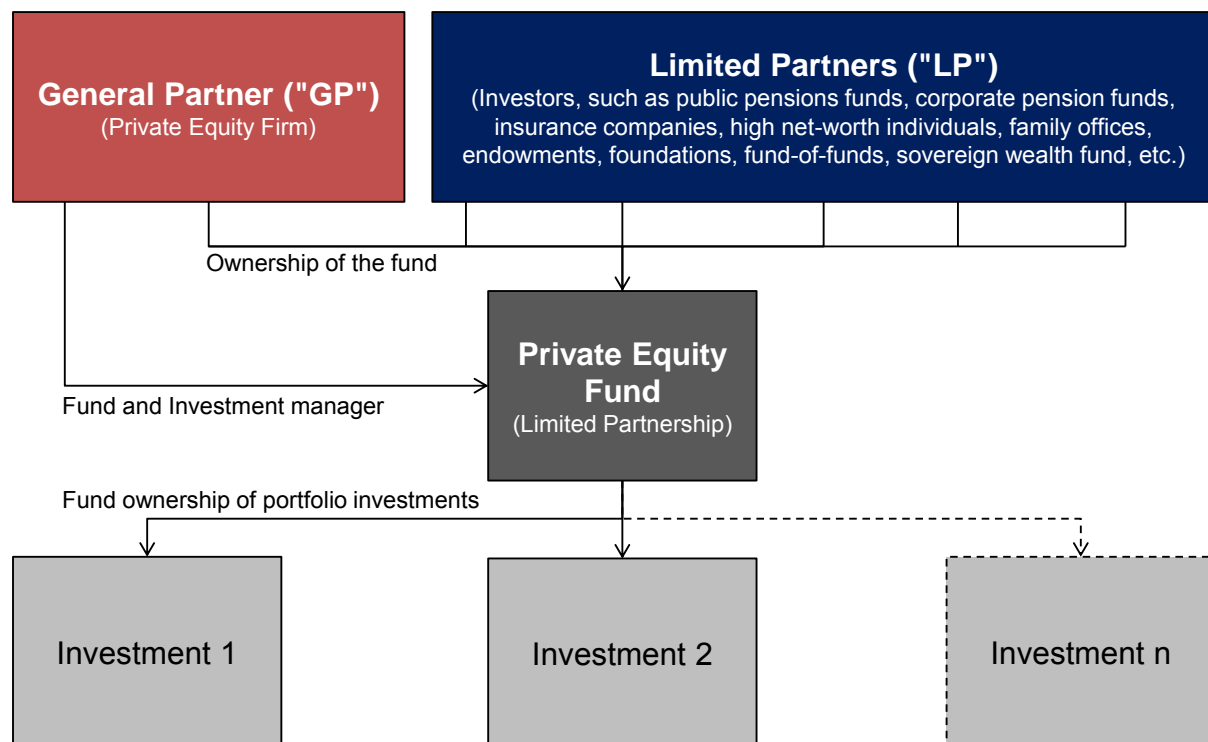 General Partner ("GP")
(Private Equity Firm)
Limited Partners ("LP")
(Investors, such as public pensions funds, corporate pension funds,
insurance companies, high net-worth individuals, family offices,
endowments, foundations, fund-of-funds, sovereign wealth fund, etc.)
Ownership of the fund
Private Equity
Fund
(Limited Partnership)
Fund and Investment manager
Fund ownership of portfolio investments
Investment 1
Investment 2
Investment n